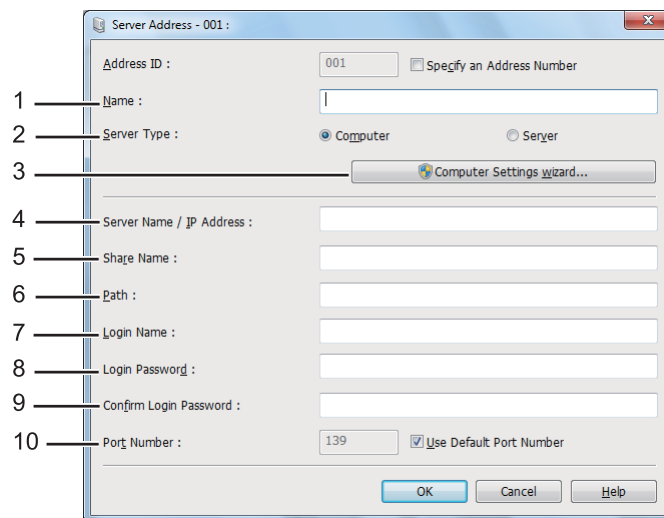 Server Address - 001 :
Address ID : 001 Specify an Address Number
1 Name :
2 Server Type : Computer Server
3 Computer Settings wizard...
4 Server Name / IP Address :
5 Share Name :
6 Path :
7 Login Name :
8 Login Password :
9 Confirm Login Password :
10 Port Number : 139 Use Default Port Number
OK Cancel Help